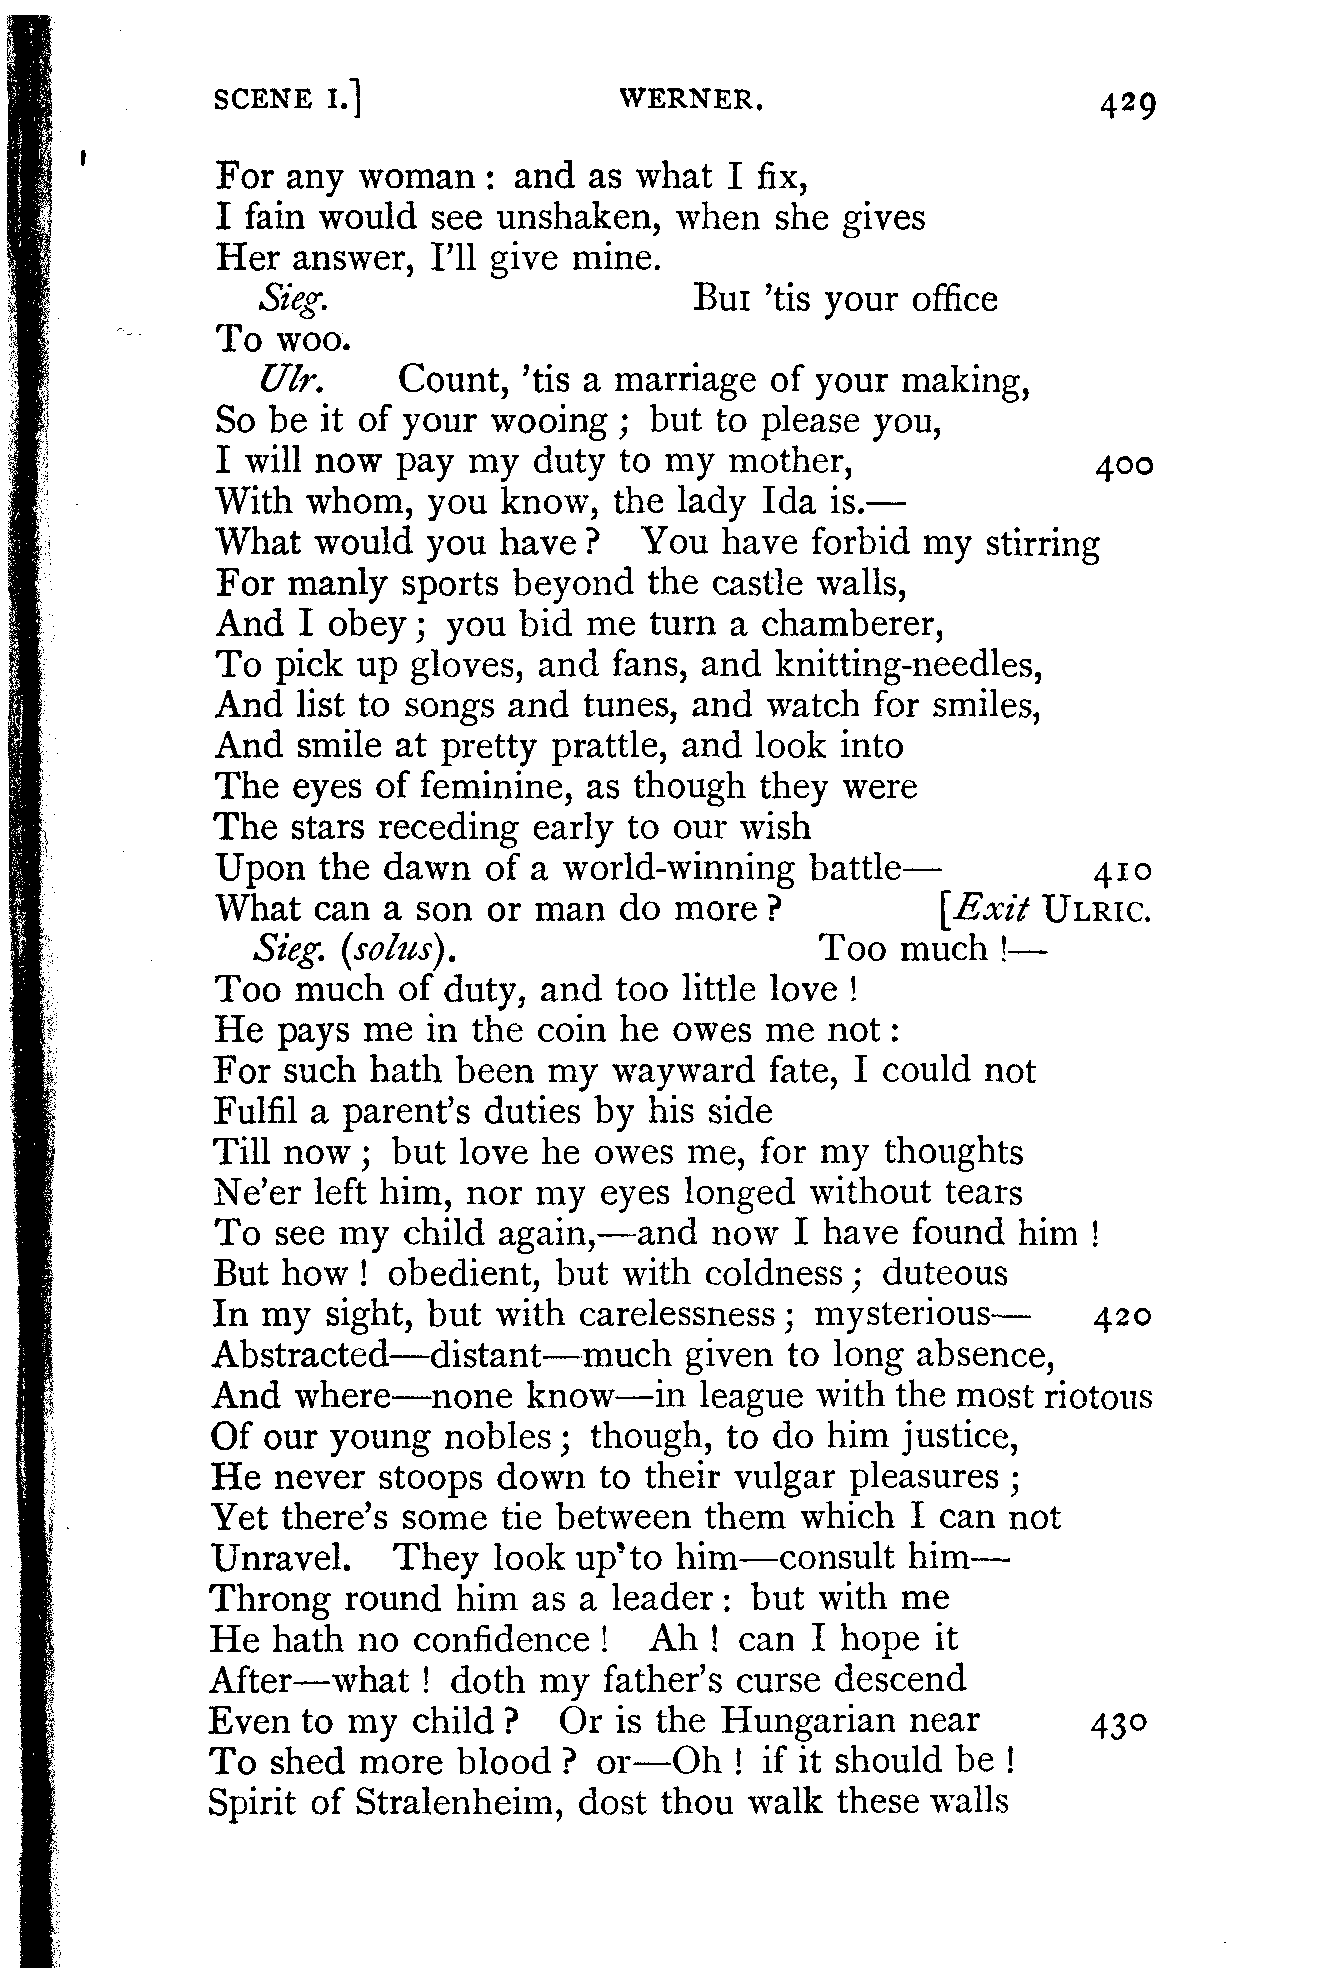 SCENE I.] WERNER. 429
For any woman : and as what I fix,
I fain would see unshaken, when she gives
Her answer, I'll give mine.
Sieg. But 'tis your office
To woo.
Ulr. Count, 'tis a marriage of your making,
So be it of your wooing ; but to please you,
I will now pay my duty to my mother, 400
With whom, you know, the lady Ida is.—
What would you have ? You have forbid my stirring
For manly sports beyond the castle walls,
And I obey ; you bid me turn a chamberer,
To pick up gloves, and fans, and knitting-needles,
And list to songs and tunes, and watch for smiles,
And smile at pretty prattle, and look into
The eyes of feminine, as though they were
The stars receding early to our wish
Upon the dawn of a world-winning battle— 410
What can a son or man do more ? [Exit ULRIC.
Sieg. (solus). Too much !—
Too much of duty, and too little love !
He pays me in the coin he owes me not :
For such hath been my wayward fate, I could not
Fulfil a parent's duties by his side
Till now ; but love he owes me, for my thoughts
Ne'er left him, nor my eyes longed without tears
To see my child again,—and now I have found him !
But how ! obedient, but with coldness ; duteous
In my sight, but with carelessness ; mysterious— 420
Abstracted—distant—much given to long absence,
And where—none know—in league with the most riotous
Of our young nobles ; though, to do him justice,
He never stoops down to their vulgar pleasures ;
Yet there's some tie between them which I can not
Unravel. They look up to him—consult him—
Throng round him as a leader : but with me
He hath no confidence ! Ah ! can I hope it
After—what ! doth my father's curse descend
Even to my child ? Or is the Hungarian near 430
To shed more blood ? or—Oh ! if it should be !
Spirit of Stralenheim, dost thou walk these walls